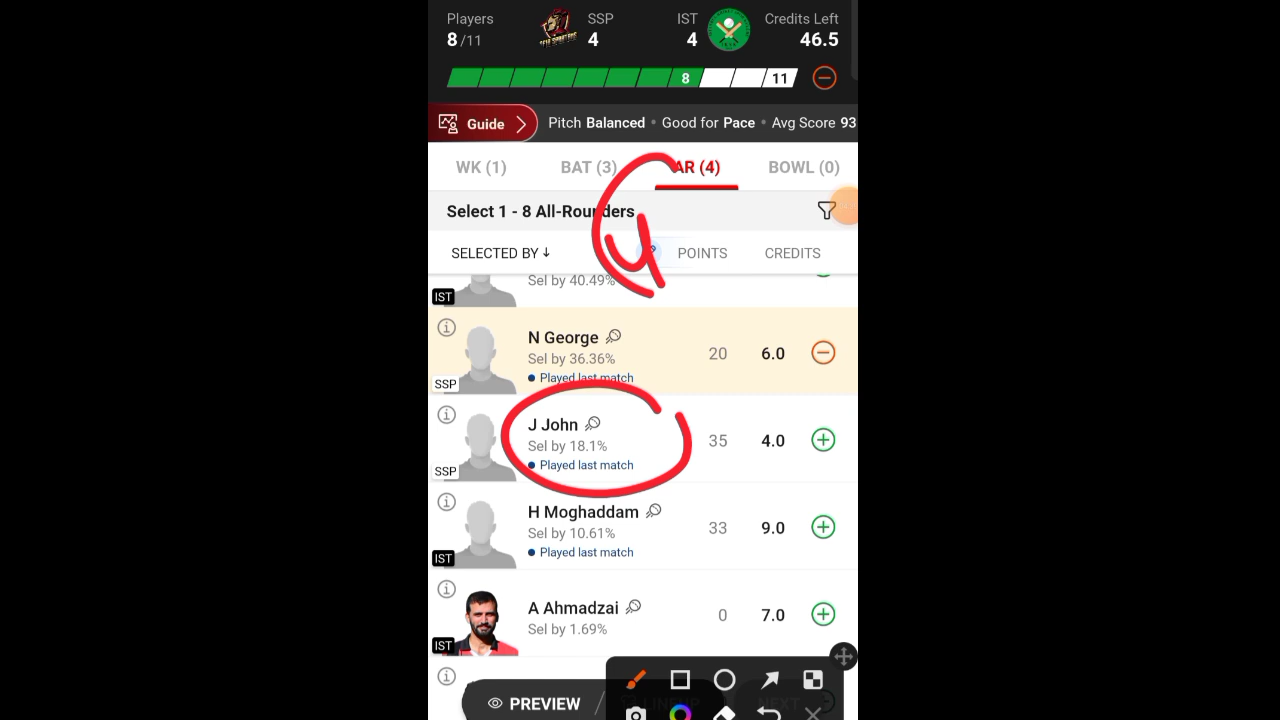 Players SSP IST Credits Left
8/11 4 4 46.5
8 11
Guide Pitch Balanced • Good for Pace • Avg Score 93
WK (1) BAT (3) AR (4) BOWL (0)
Select 1 - 8 All-Rounders
SELECTED BY ↓ POINTS CREDITS
Sel by 40.49%
IST
N George
Sel by 36.36% 20 6.0
Played last match
SSP
J John
Sel by 18.1% 35 4.0
Played last match
SSP
H Moghaddam
Sel by 10.61% 33 9.0
Played last match
IST
A Ahmadzai
Sel by 1.69% 0 7.0
IST
PREVIEW / LINEUP NEXT